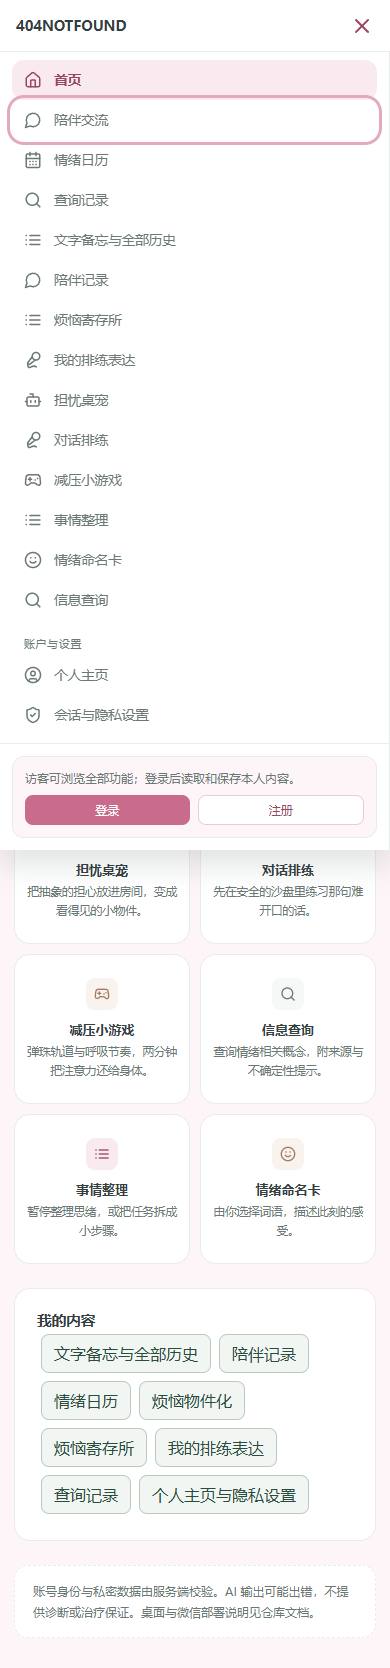 404NOTFOUND
首页
陪伴交流
情绪日历
查询记录
文字备忘与全部历史
陪伴记录
烦恼寄存所
我的排练表达
担忧桌宠
对话排练
减压小游戏
事情整理
情绪命名卡
信息查询
账户与设置
个人主页
会话与隐私设置
访客可浏览全部功能；登录后读取和保存本人内容。
登录
注册
担忧桌宠
把抽象的担心放进房间，变成
看得见的小物件。
对话排练
先在安全的沙盘里练习那句难
开口的话。
减压小游戏
弹珠轨道与呼吸节奏，两分钟
把注意力还给身体。
信息查询
查询情绪相关概念，附来源与
不确定性提示。
事情整理
暂停整理思绪，或把任务拆成
小步骤。
情绪命名卡
由你选择词语，描述此刻的感
受。
我的内容
文字备忘与全部历史
陪伴记录
情绪日历
烦恼物件化
烦恼寄存所
我的排练表达
查询记录
个人主页与隐私设置
账号身份与私密数据由服务端校验。AI 输出可能出错，不提
供诊断或治疗保证。桌面与微信部署说明见仓库文档。